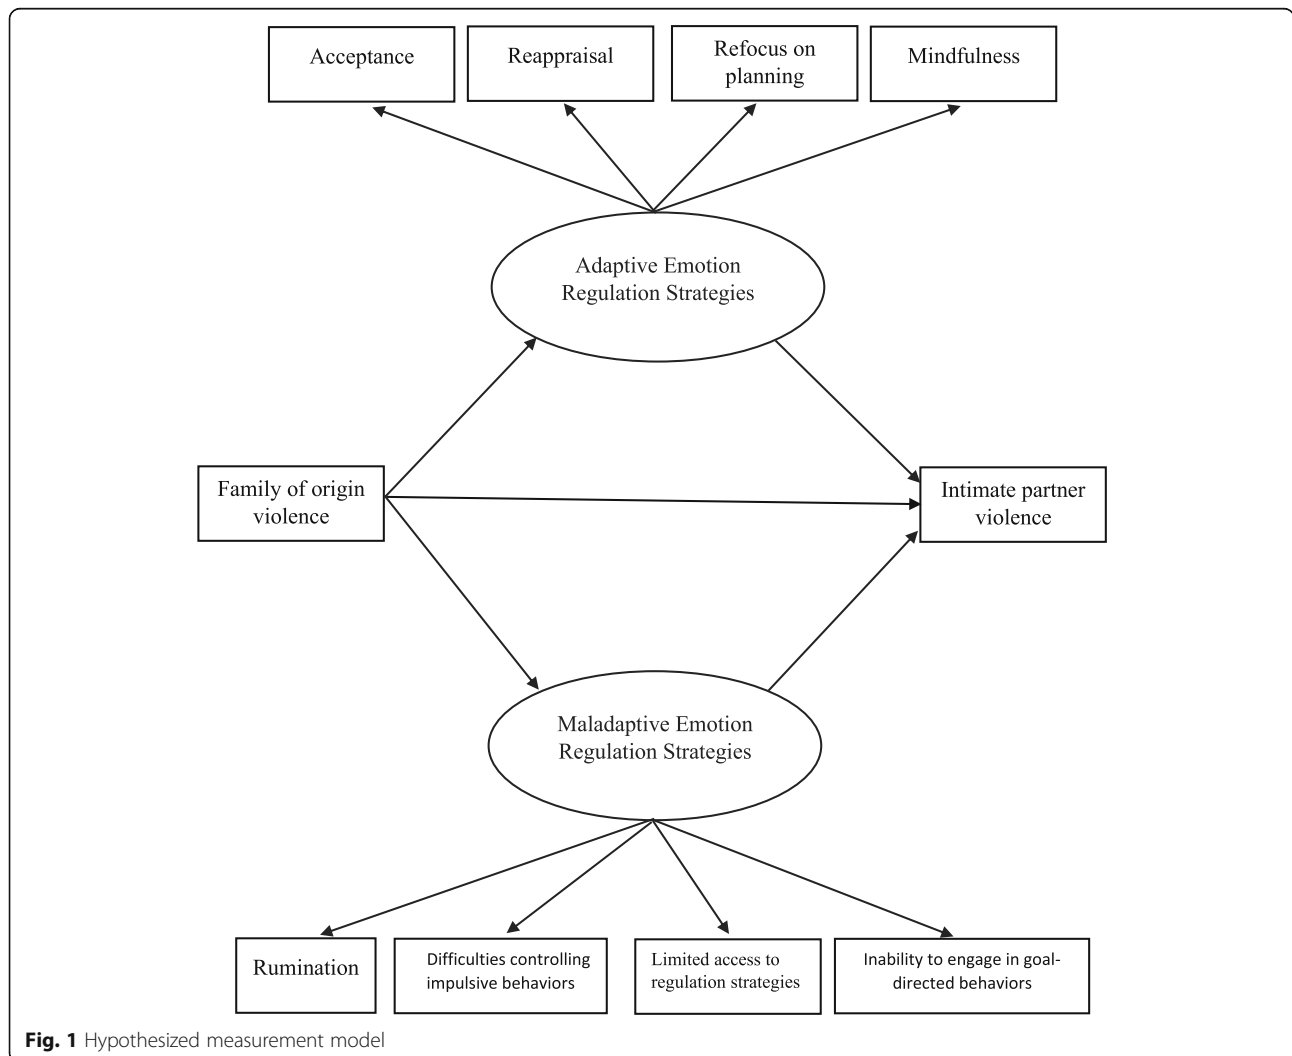 Acceptance
Reappraisal
Refocus on
planning
Mindfulness
Adaptive Emotion
Regulation Strategies
Family of origin
violence
Intimate partner
violence
Maladaptive Emotion
Regulation Strategies
Rumination
Difficulties controlling
impulsive behaviors
Limited access to
regulation strategies
Inability to engage in goal-
directed behaviors
Fig. 1 Hypothesized measurement model